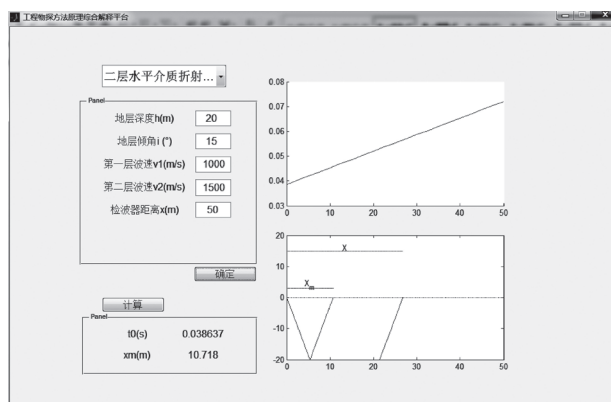 工程物探方法原理综合解释平台
二层水平介质折射...
Panel
地层深度h(m) 20
地层倾角i (°) 15
第一层波速v1(m/s) 1000
第二层波速v2(m/s) 1500
检波器距离x(m) 50
确定
计算
Panel
t0(s) 0.038637
xm(m) 10.718
0.08
0.07
0.06
0.05
0.04
0.03
0 10 20 30 40 50
20
10
0
-10
-20
X
Xm
0 10 20 30 40 50